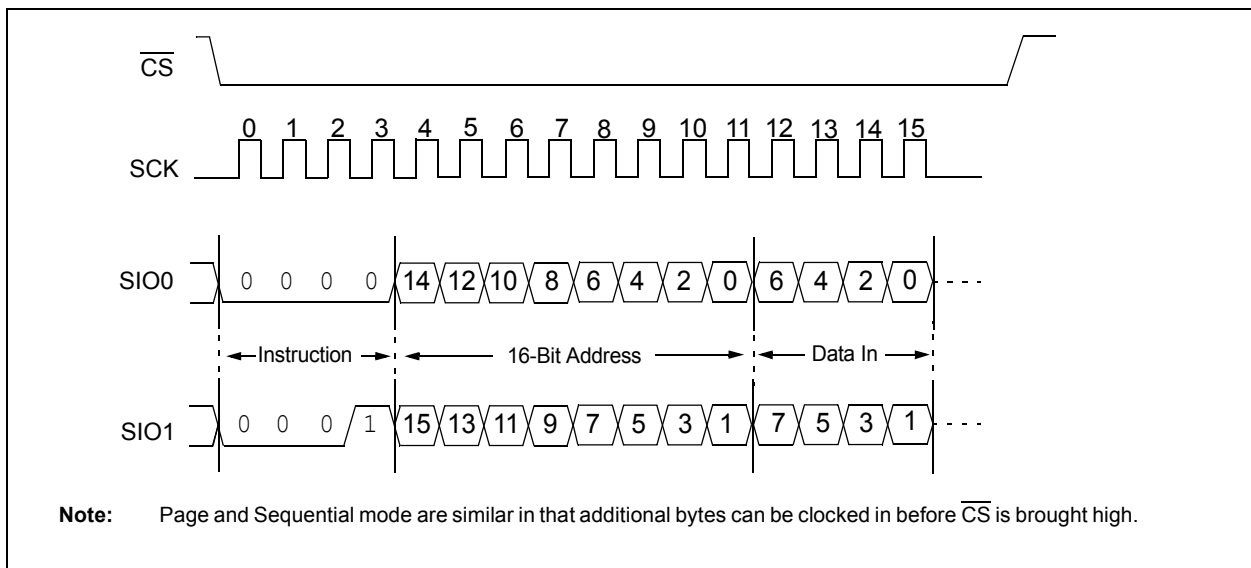 CS
0 1 2 3 4 5 6 7 8 9 10 11 12 13 14 15
SCK
SIO0 0 0 0 0 14 12 10 8 6 4 2 0 6 4 2 0
Instruction 16-Bit Address Data In
SIO1 0 0 0 1 15 13 11 9 7 5 3 1 7 5 3 1
Note: Page and Sequential mode are similar in that additional bytes can be clocked in before CS is brought high.